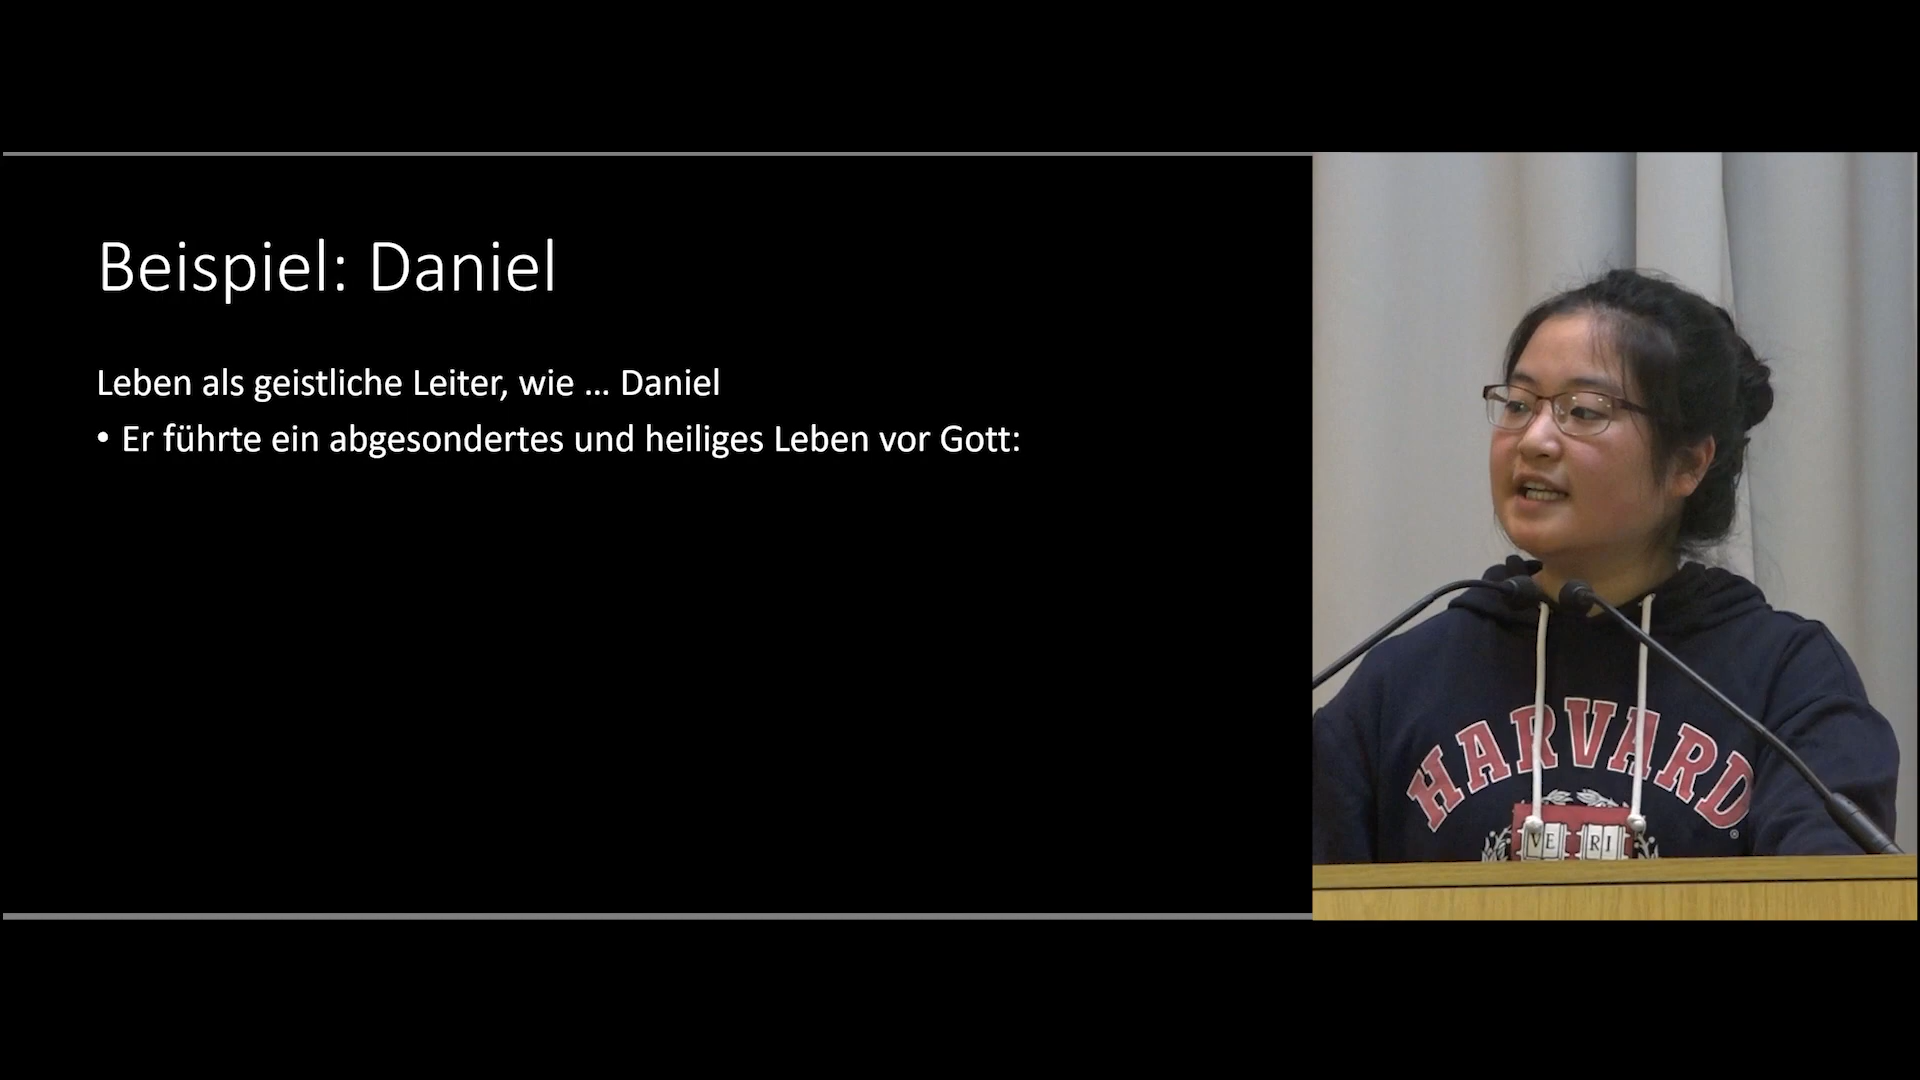 Beispiel: Daniel
Leben als geistliche Leiter, wie ... Daniel
• Er führte ein abgesondertes und heiliges Leben vor Gott:
HARVARD
VE RI